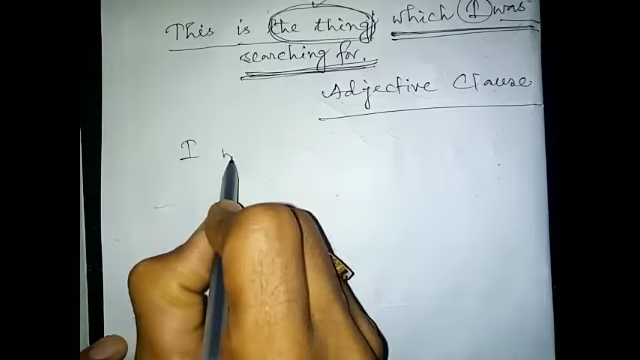 This is the thing which I was
searching for.
Adjective Clause
I